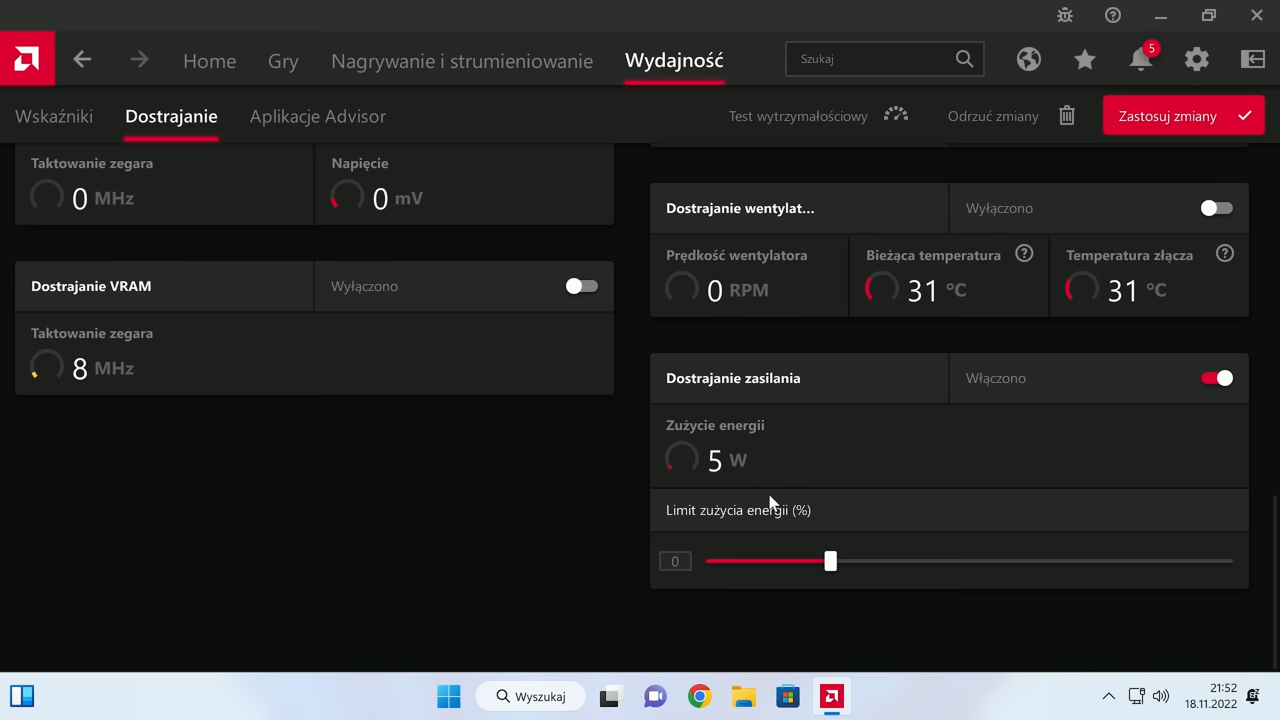 5
Home
Gry
Nagrywanie i strumieniowanie
Wydajność
Szukaj
Wskaźniki
Dostrajanie
Aplikacje Advisor
Test wytrzymałościowy
Odrzuć zmiany
Zastosuj zmiany
Taktowanie zegara
0 MHz
Napięcie
0 mV
Dostrajanie VRAM
Wyłączono
Taktowanie zegara
8 MHz
Dostrajanie wentylat...
Wyłączono
Prędkość wentylatora
0 RPM
Bieżąca temperatura
31 °C
Temperatura złącza
31 °C
Dostrajanie zasilania
Włączono
Zużycie energii
5 W
Limit zużycia energii (%)
0
Wyszukaj
21:52
18.11.2022